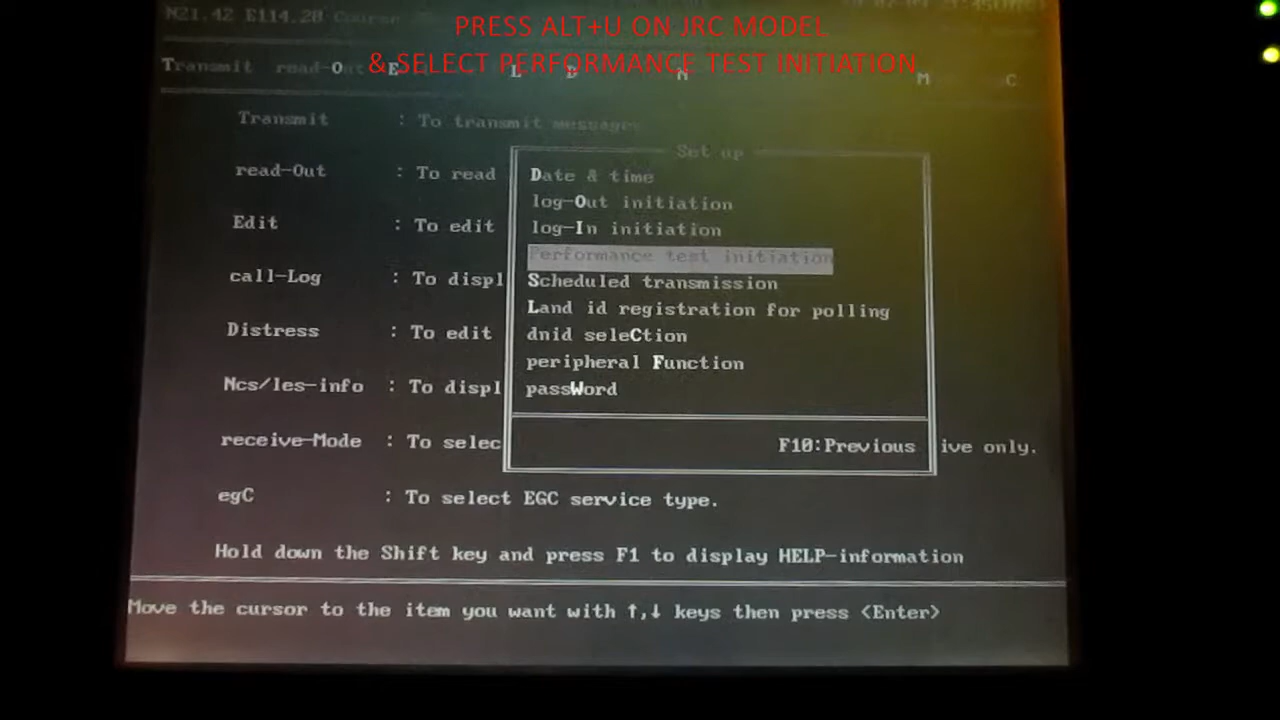 PRESS ALT+U ON JRC MODEL
& SELECT PERFORMANCE TEST INITIATION
N21.42 E114.20 Course
Transmit read-Out E L D N M C
Transmit : To transmit messages
Set up
Date & time
read-Out : To read
log-Out initiation
log-In initiation
Edit : To edit
Performance test initiation
call-Log : To displ
Scheduled transmission
Land id registration for polling
Distress : To edit
dnid seleCtion
peripheral Function
Ncs/les-info : To displ
passWord
receive-Mode : To selec
F10:Previous
ive only.
egC : To select EGC service type.
Hold down the Shift key and press F1 to display HELP-information
Move the cursor to the item you want with ↑,↓ keys then press <Enter>